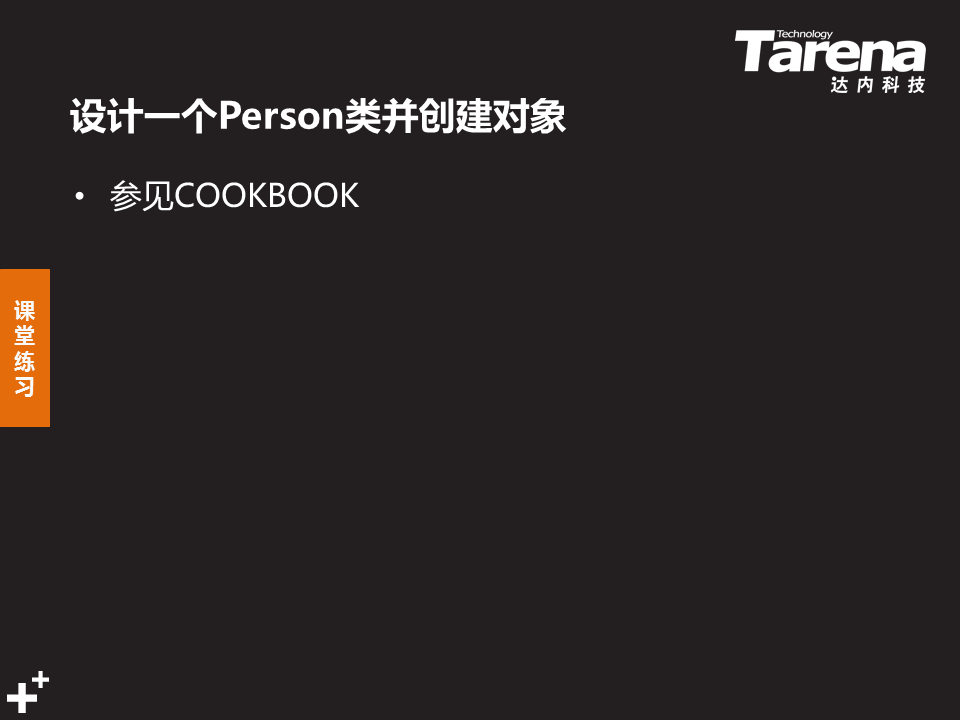 Technology
Tarena
达内科技
设计一个Person类并创建对象
• 参见COOKBOOK
课
堂
练
习